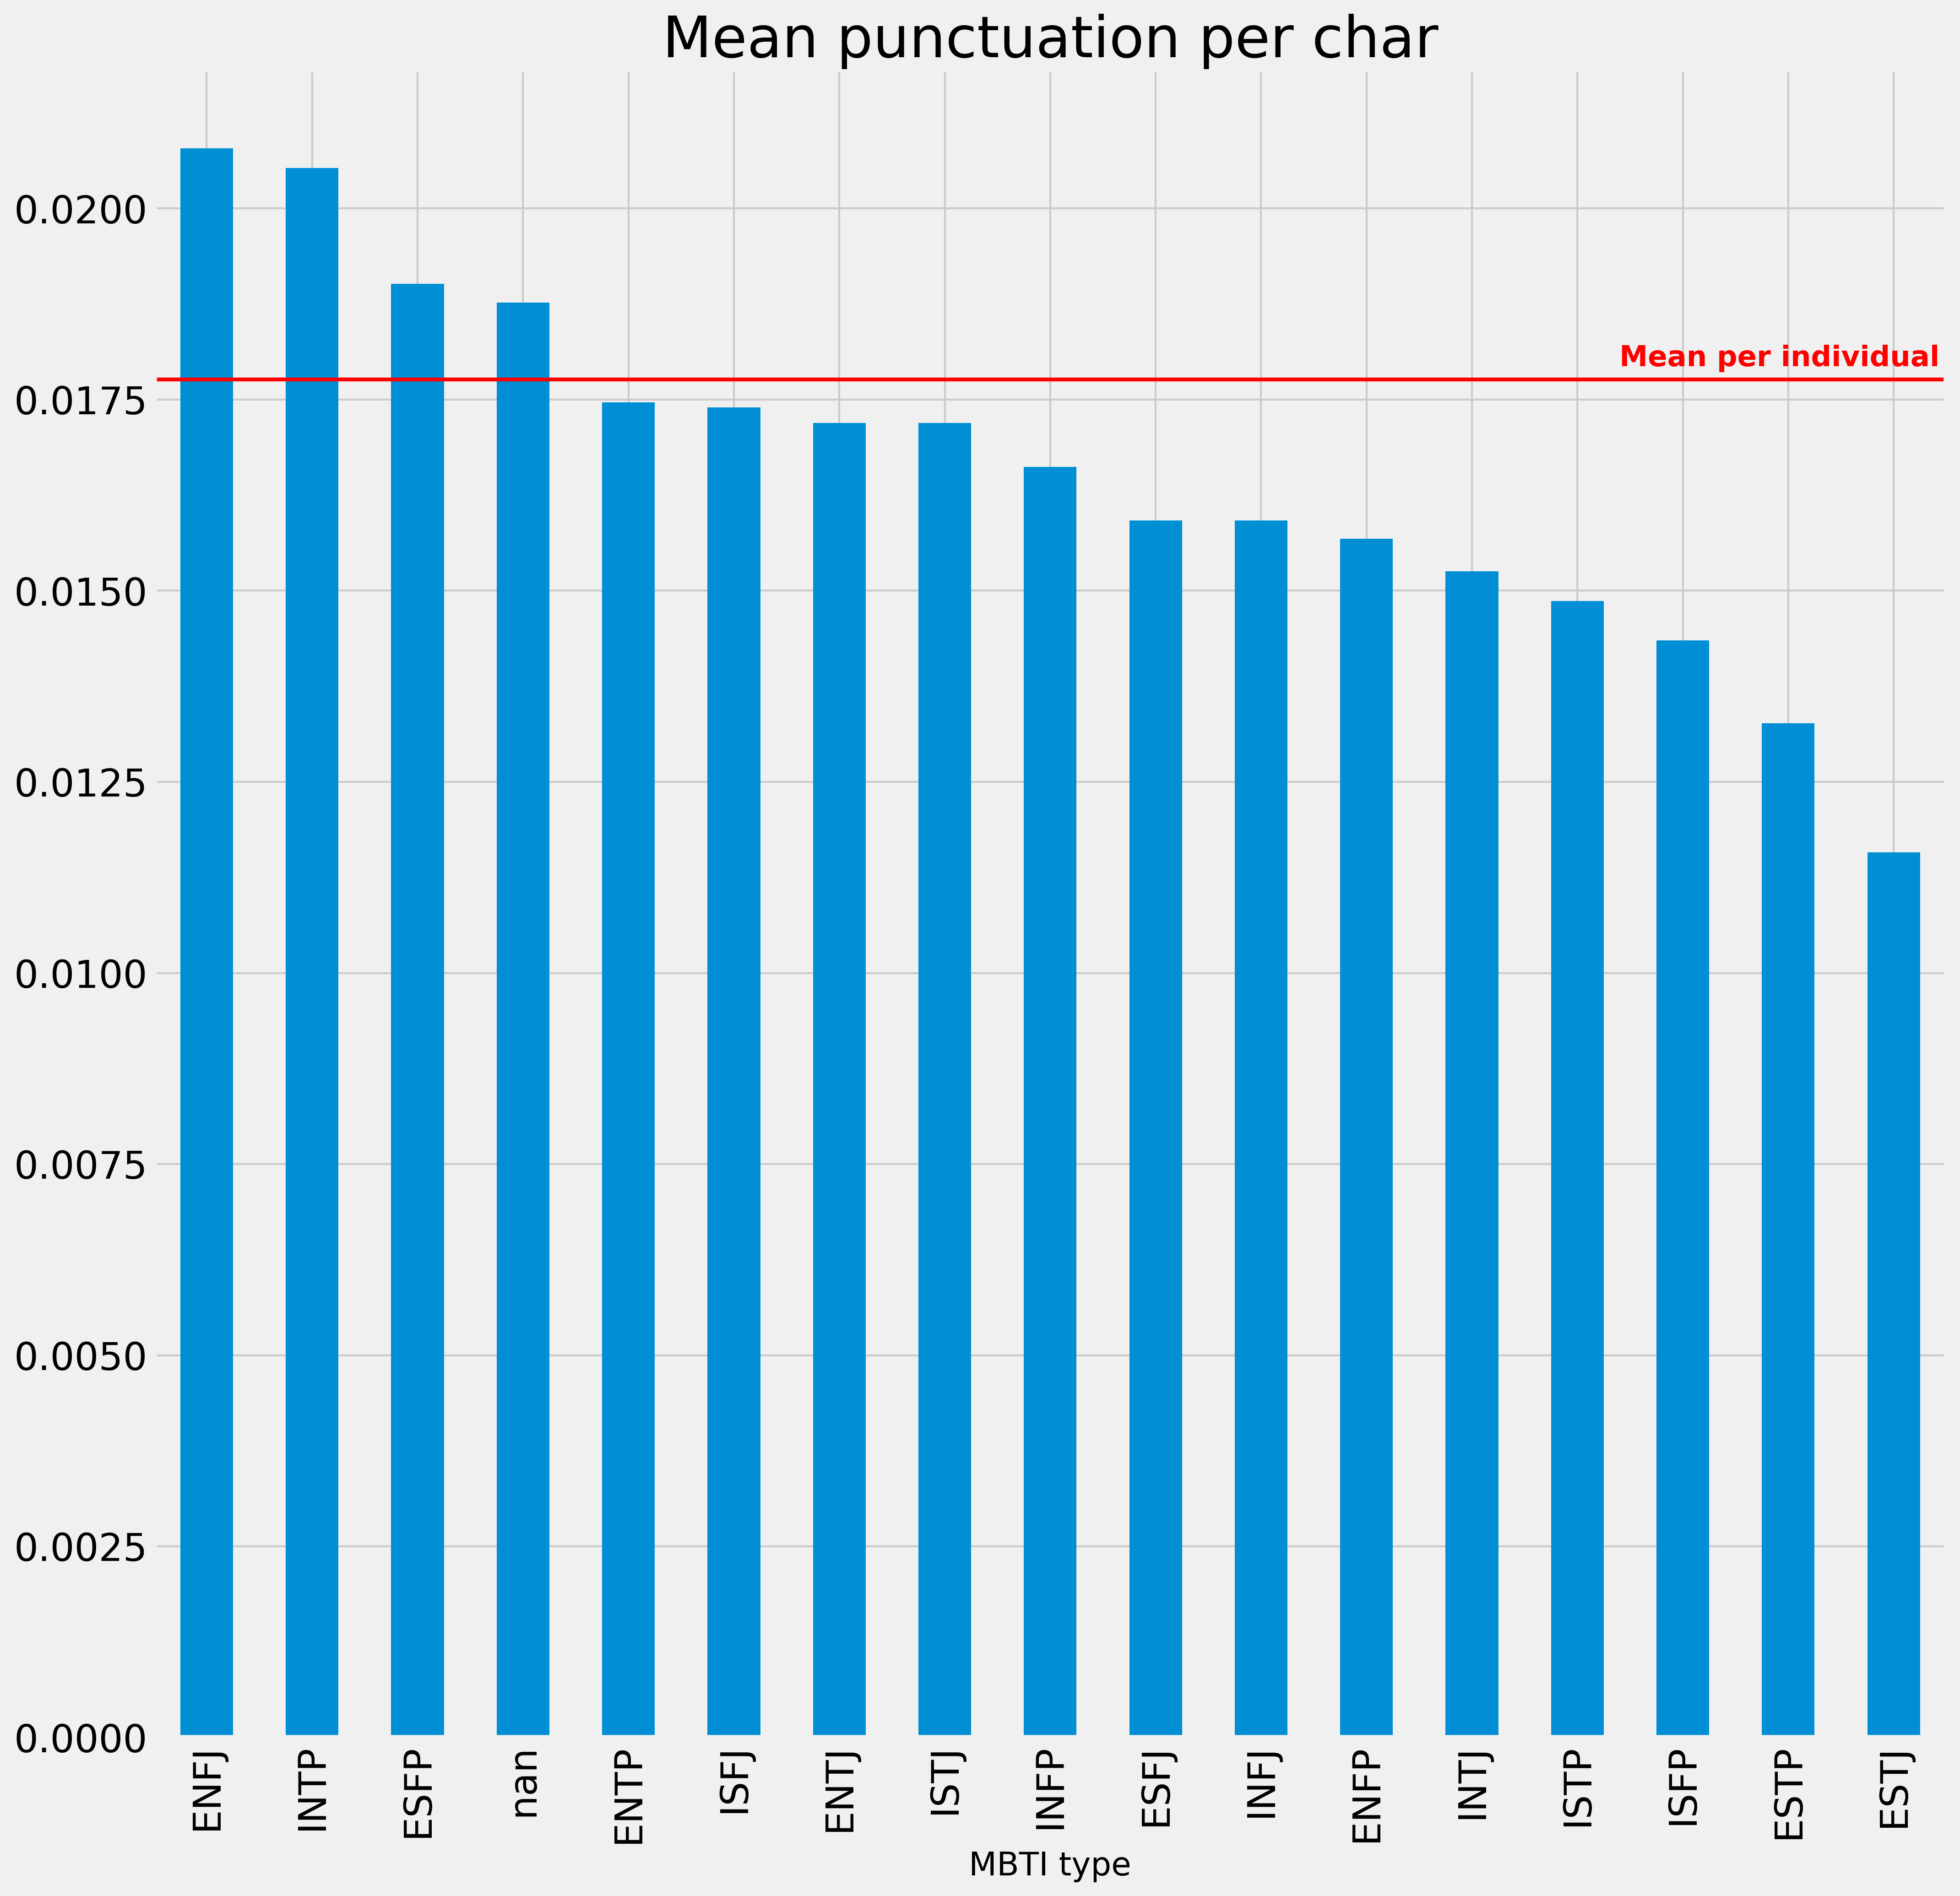 Mean punctuation per char
0.0200
Mean per individual
0.0175
0.0150
0.0125
0.0100
0.0075
0.0050
0.0025
0.0000
ENFJ
INTP
ESFP
nan
ENTP
ISFJ
ENTJ
ISTJ
INFP
ESFJ
INFJ
ENFP
INTJ
ISTP
ISFP
ESTP
ESTJ
MBTI type